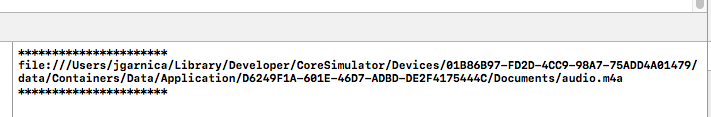 **********************
file:///Users/jgarnica/Library/Developer/CoreSimulator/Devices/01B86B97-FD2D-4CC9-98A7-75ADD4A01479/
data/Containers/Data/Application/D6249F1A-601E-46D7-ADBD-DE2F4175444C/Documents/audio.m4a
**********************